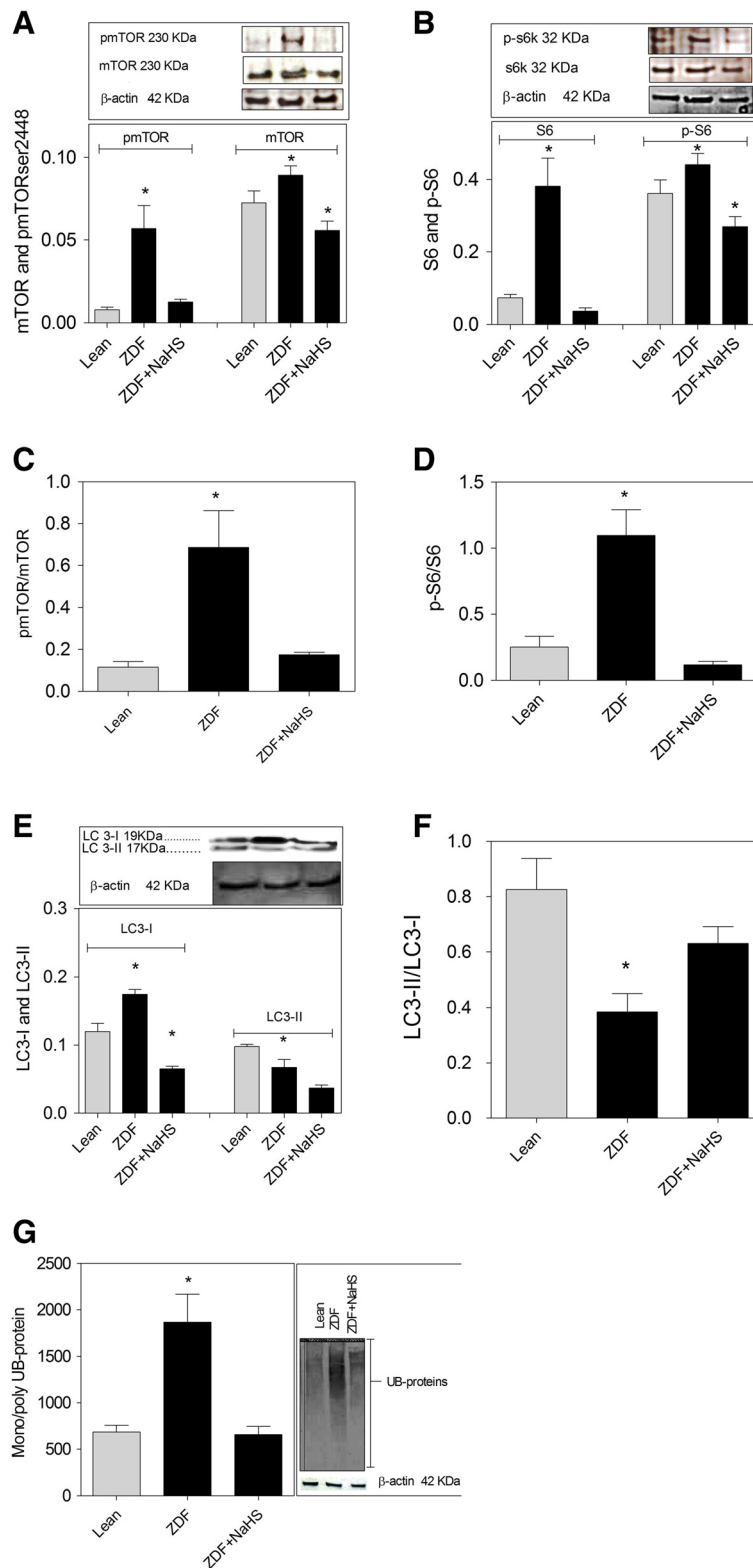 A
pmTOR 230 KDa
mTOR 230 KDa
β-actin 42 KDa
mTOR and pmTORser2448
0.10
0.05
0.00
pmTOR
mTOR
*
*
*
Lean
ZDF
ZDF+NaHS
Lean
ZDF
ZDF+NaHS
B
p-s6k 32 KDa
s6k 32 KDa
β-actin 42 KDa
S6 and p-S6
0.4
0.2
0.0
S6
p-S6
*
*
*
Lean
ZDF
ZDF+NaHS
Lean
ZDF
ZDF+NaHS
C
pmTOR/mTOR
1.0
0.8
0.6
0.4
0.2
0.0
*
Lean
ZDF
ZDF+NaHS
D
p-S6/S6
1.5
1.0
0.5
0.0
*
Lean
ZDF
ZDF+NaHS
E
LC 3-I 19KDa............
LC 3-II 17KDa.........
β-actin 42 KDa
LC3-I and LC3-II
0.3
0.2
0.1
0.0
LC3-I
LC3-II
*
*
*
Lean
ZDF
ZDF+NaHS
Lean
ZDF
ZDF+NaHS
F
LC3-II/LC3-I
1.0
0.8
0.6
0.4
0.2
0.0
*
Lean
ZDF
ZDF+NaHS
G
Mono/poly UB-protein
2500
2000
1500
1000
500
0
*
Lean
ZDF
ZDF+NaHS
Lean
ZDF
ZDF+NaHS
UB-proteins
β-actin 42 KDa